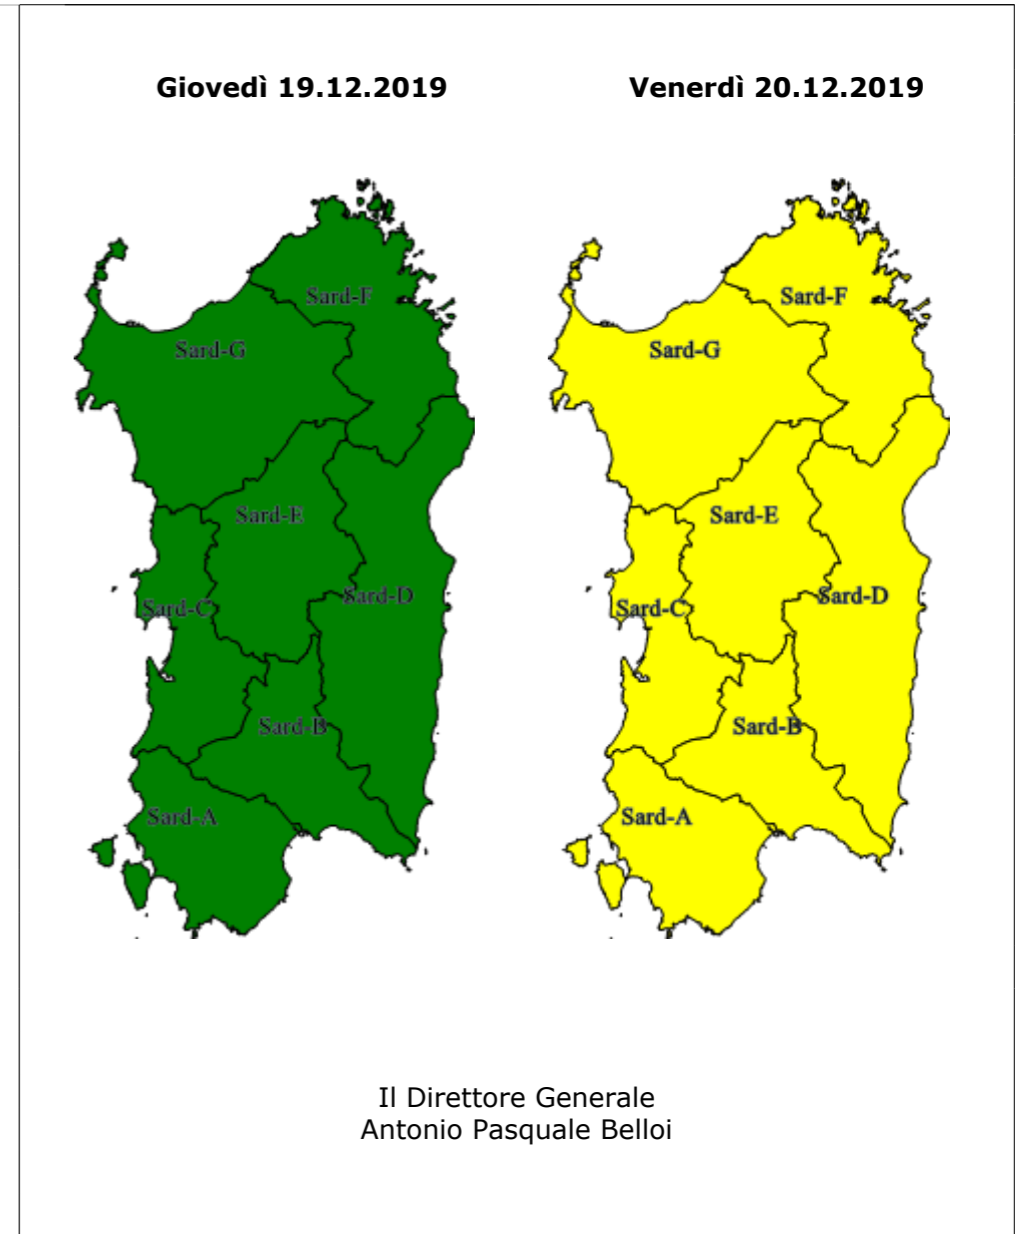 Giovedì 19.12.2019
Venerdì 20.12.2019
Sard-F
Sard-G
Sard-E
Sard-D
Sard-C
Sard-B
Sard-A
Sard-F
Sard-G
Sard-E
Sard-D
Sard-C
Sard-B
Sard-A
Il Direttore Generale
Antonio Pasquale Belloi